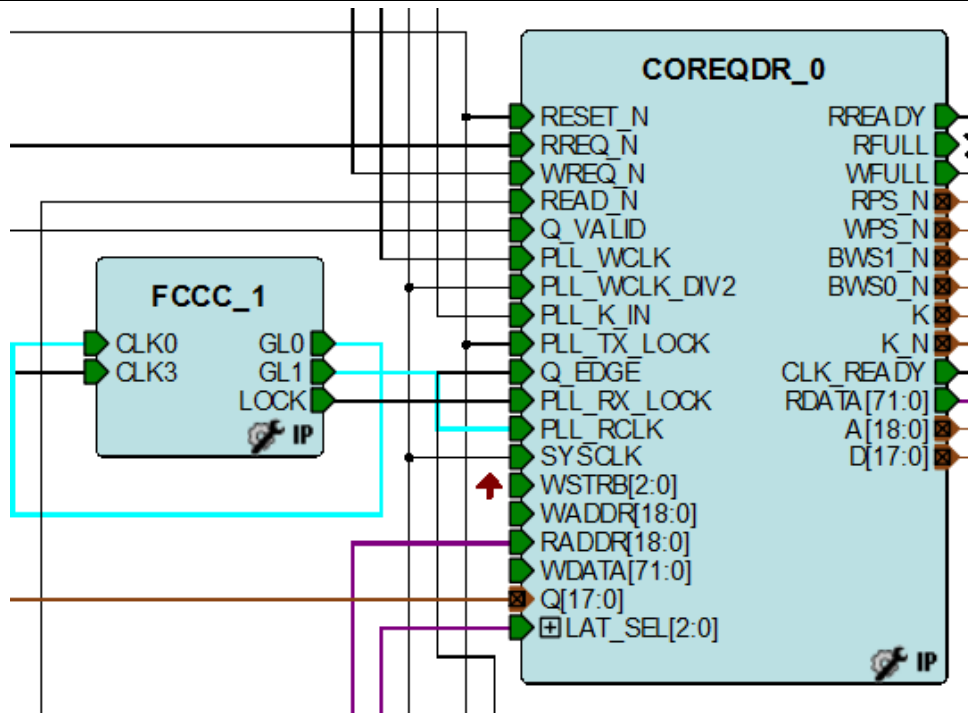 COREQDR_0
RESET_N RREADY
RREQ_N RFULL
WREQ_N WFULL
READ_N RPS_N
Q_VALID WPS_N
PLL_WCLK BWS1_N
PLL_WCLK_DIV2 BWS0_N
PLL_K_IN K
PLL_TX_LOCK K_N
Q_EDGE CLK_READY
PLL_RX_LOCK RDATA[71:0]
PLL_RCLK A[18:0]
SYSCLK D[17:0]
WSTRB[2:0]
WADDR[18:0]
RADDR[18:0]
WDATA[71:0]
Q[17:0]
LAT_SEL[2:0]
IP
FCCC_1
CLK0 GL0
CLK3 GL1
LOCK
IP